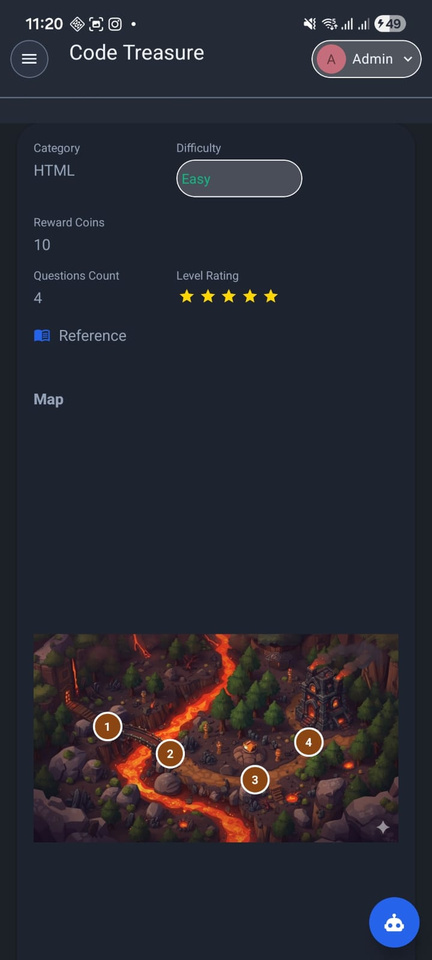 11:20
49
Code Treasure
A Admin
Category
Difficulty
HTML
Easy
Reward Coins
10
Questions Count
Level Rating
4
Reference
Map
1
2
4
3